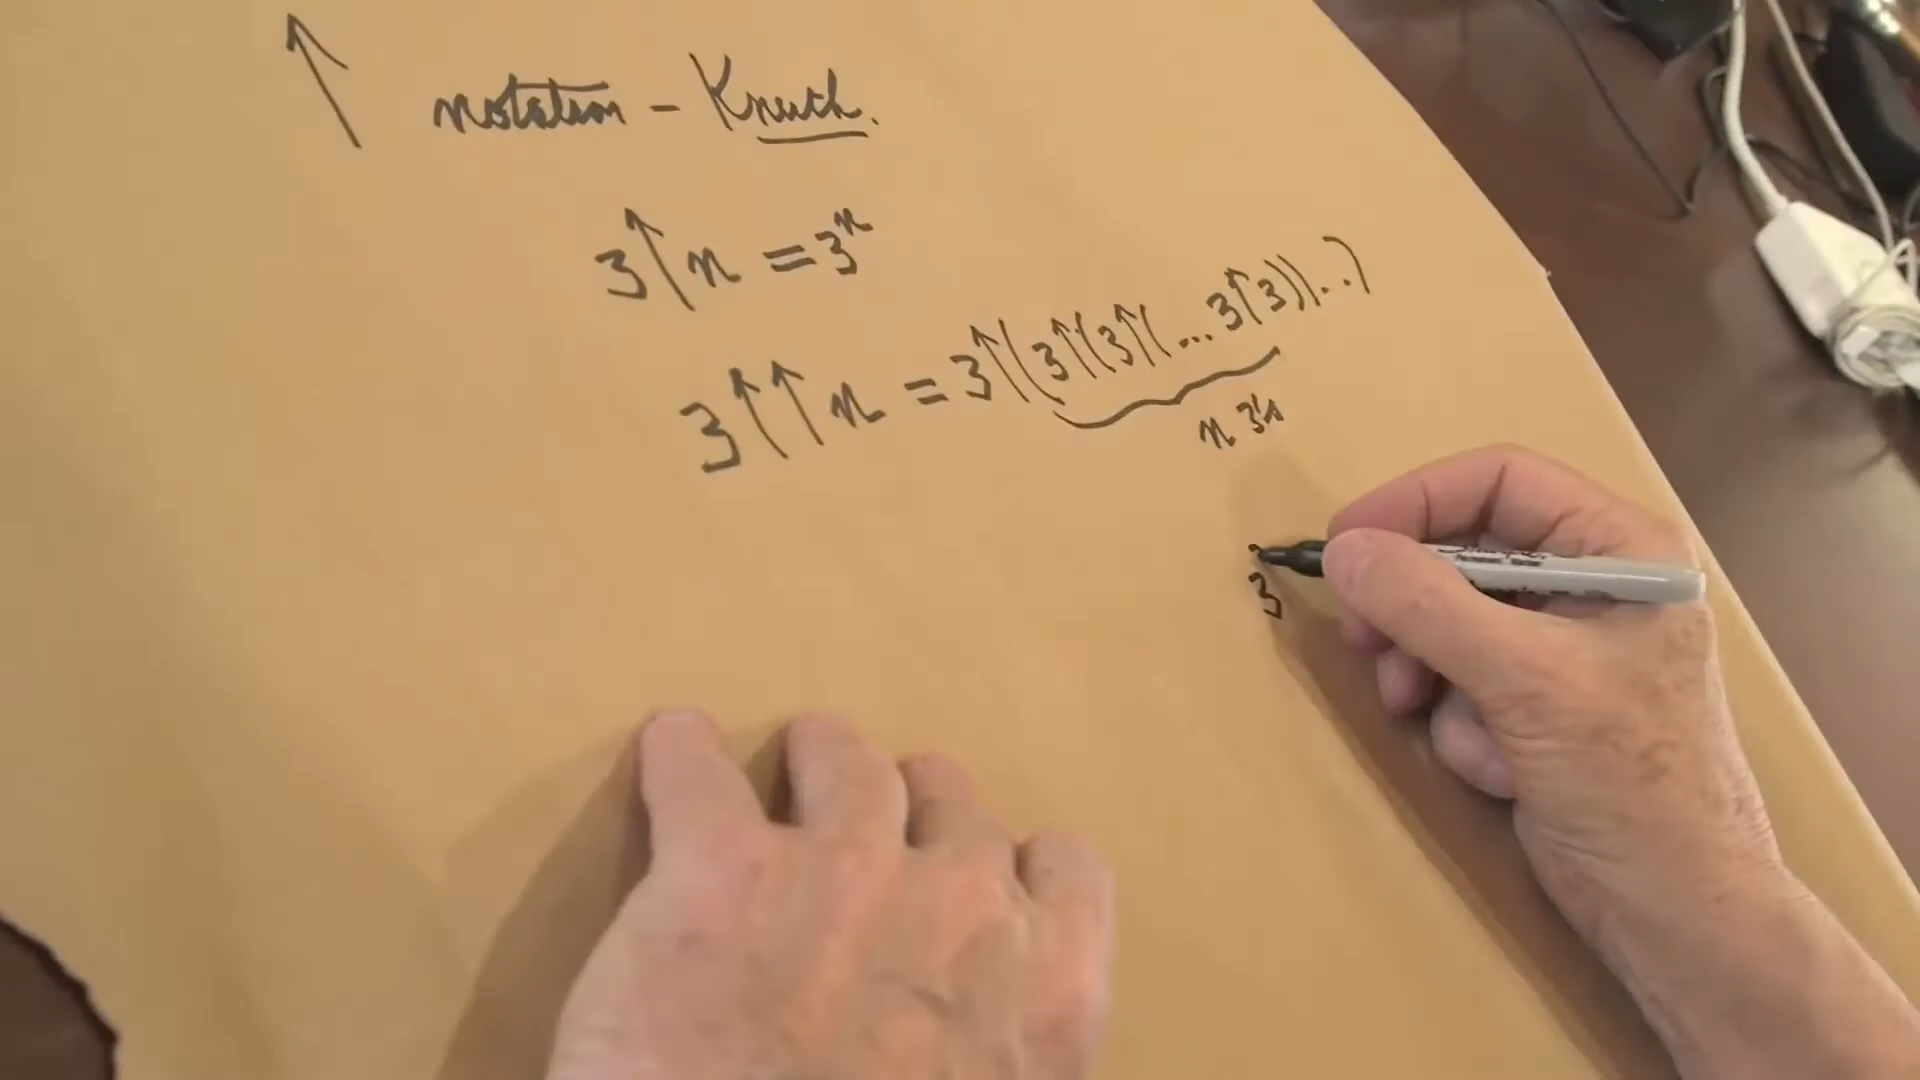 ↑ notation - Knuth.
3↑n = 3ⁿ
3↑↑n = 3↑(3↑(3↑(...3↑3))...)
n 3's
3